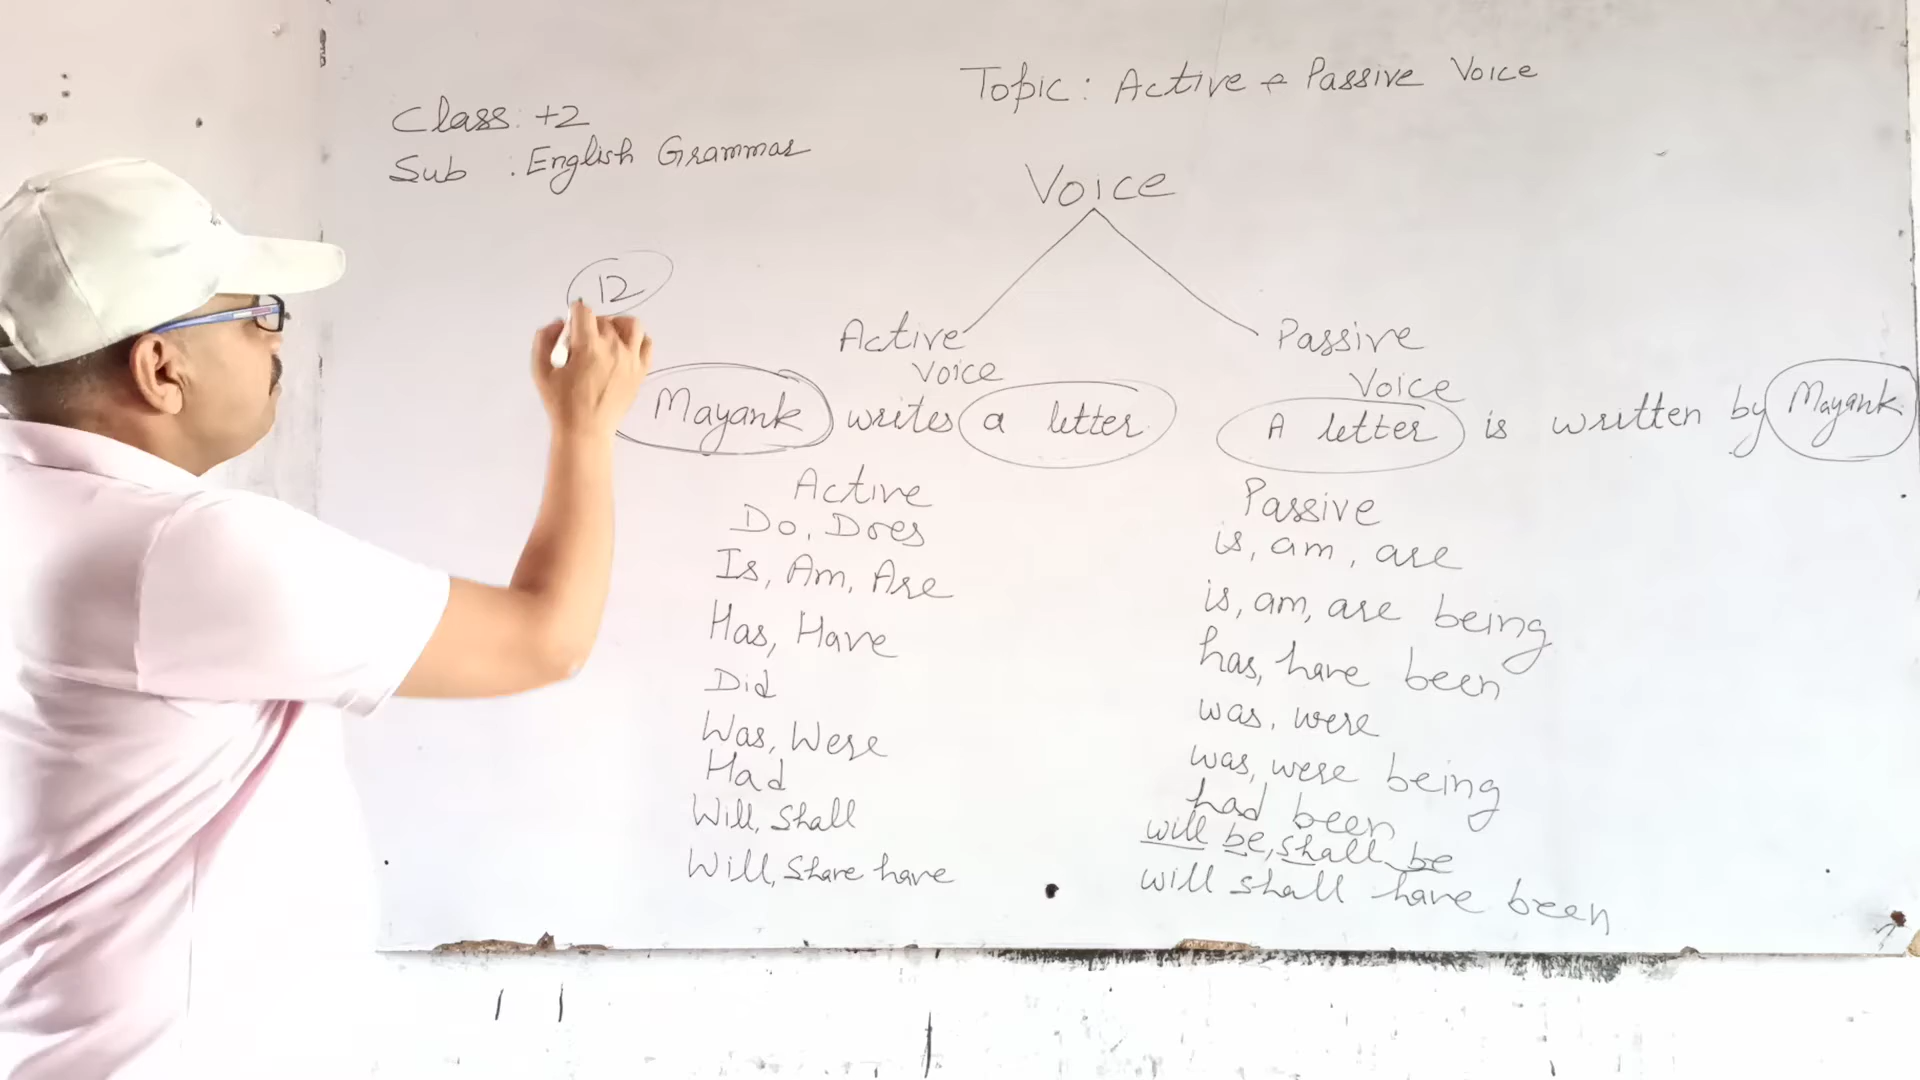 Topic: Active & Passive Voice
Class: +2
Sub : English Grammar
Voice
12
Active
Voice
Passive
Voice
Mayank writes a letter
A letter is written by Mayank.
Active
Do, Does
Is, Am, Are
Has, Have
Did
Was, Were
Had
Will, Shall
Will, Share have
Passive
is, am, are
is, am, are being
has, have been
was, were
was, were being
had been
will be, shall be
will shall have been